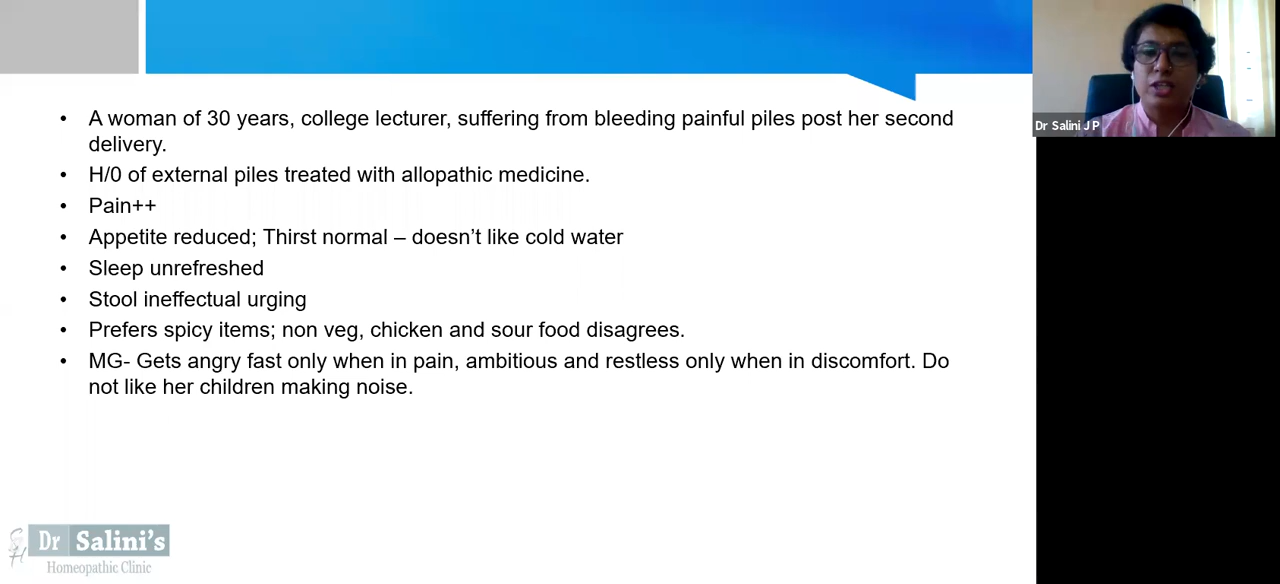 • A woman of 30 years, college lecturer, suffering from bleeding painful piles post her second
delivery.
• H/0 of external piles treated with allopathic medicine.
• Pain++
• Appetite reduced; Thirst normal – doesn’t like cold water
• Sleep unrefreshed
• Stool ineffectual urging
• Prefers spicy items; non veg, chicken and sour food disagrees.
• MG- Gets angry fast only when in pain, ambitious and restless only when in discomfort. Do
not like her children making noise.
Dr Salini J P
Dr Salini’s
Homeopathic Clinic